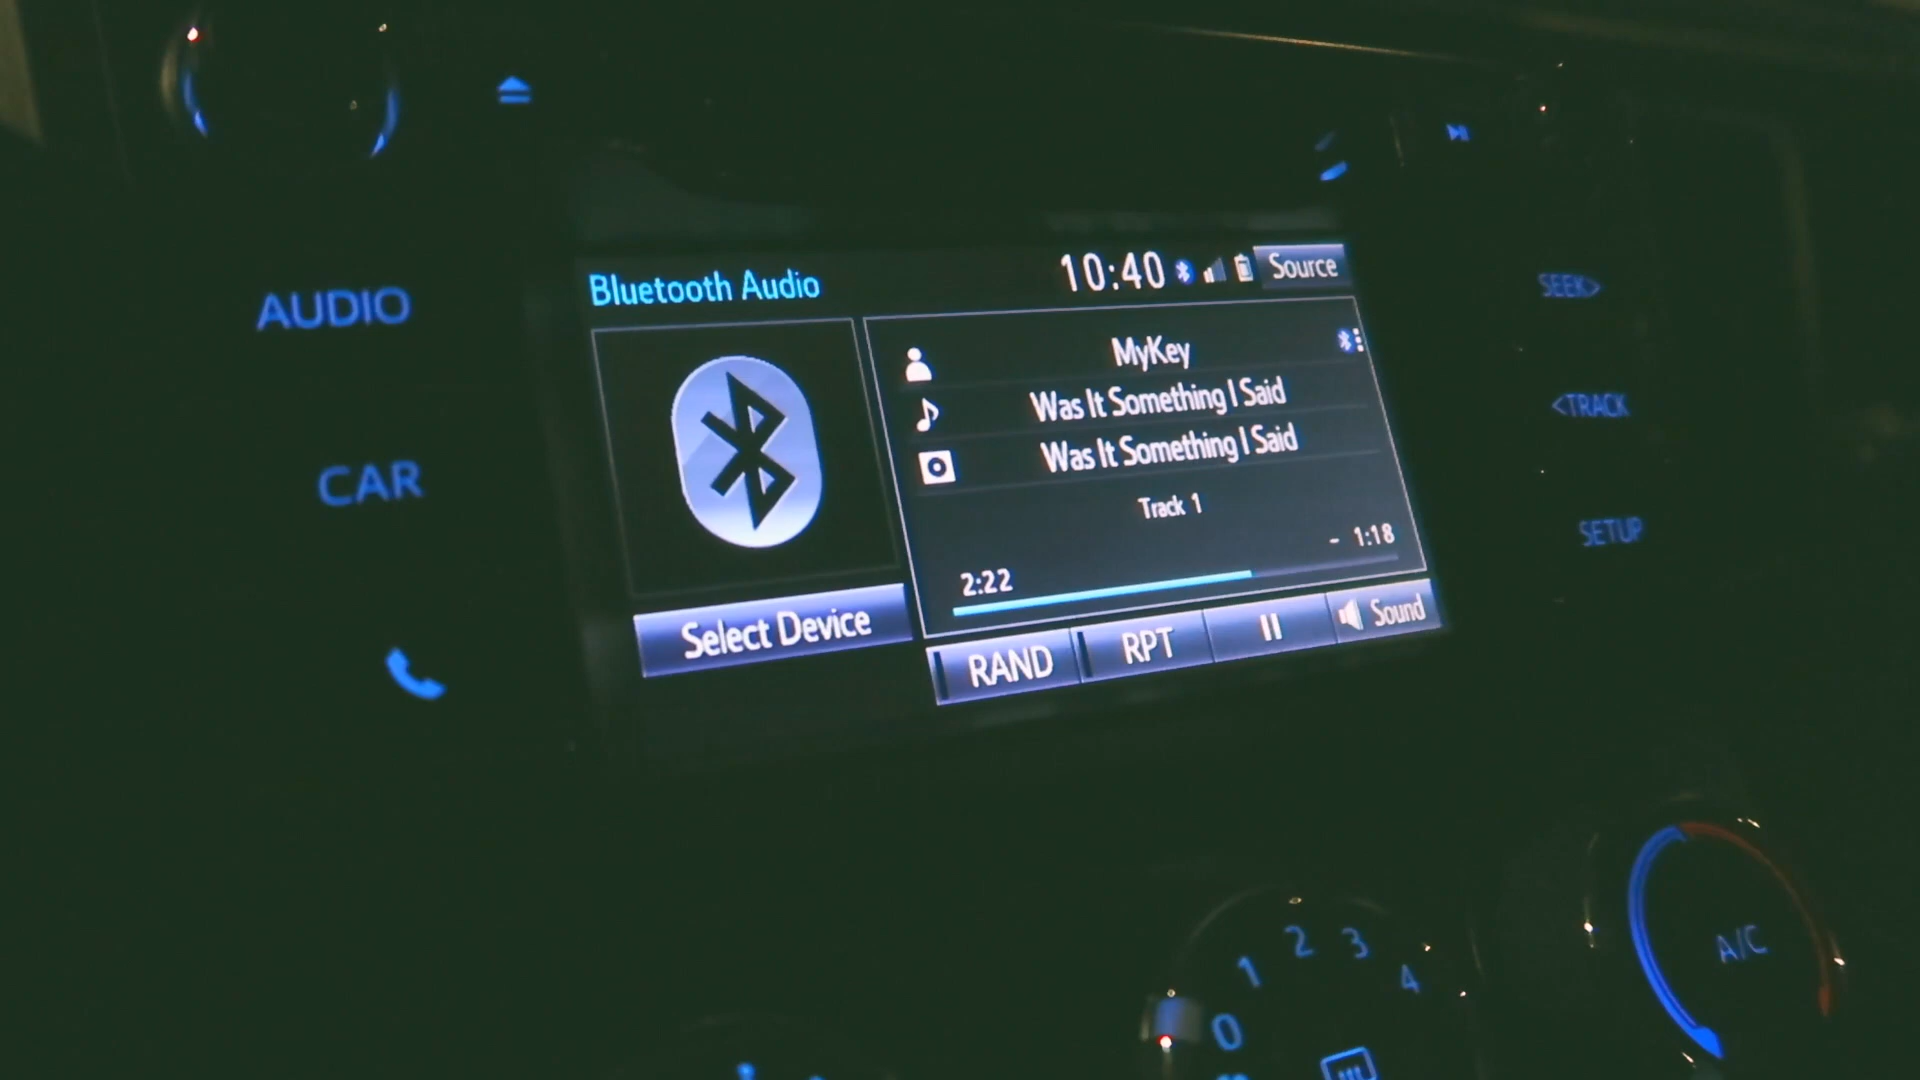 Bluetooth Audio
10:40
Source
AUDIO
SEEK>
MyKey
Was It Something I Said
<TRACK
Was It Something I Said
CAR
Track 1
SETUP
- 1:18
2:22
Select Device
RAND
RPT
Sound
0
1
2
3
4
A/C